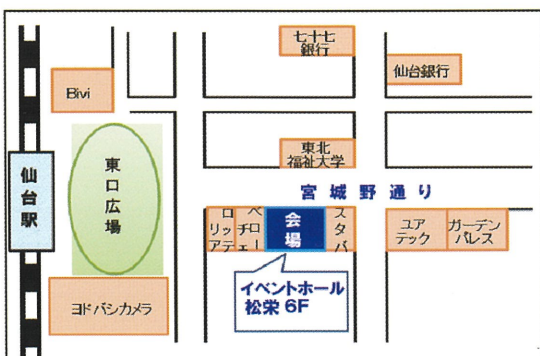 七十七
銀行
仙台銀行
Bivi
東北
福祉大学
仙台駅
東口広場
宮城野通り
ロリッア
ベローチェ
会場
スタバ
ユア
テック
ガーデン
パレス
イベントホール
松栄 6F
ヨドバシカメラ